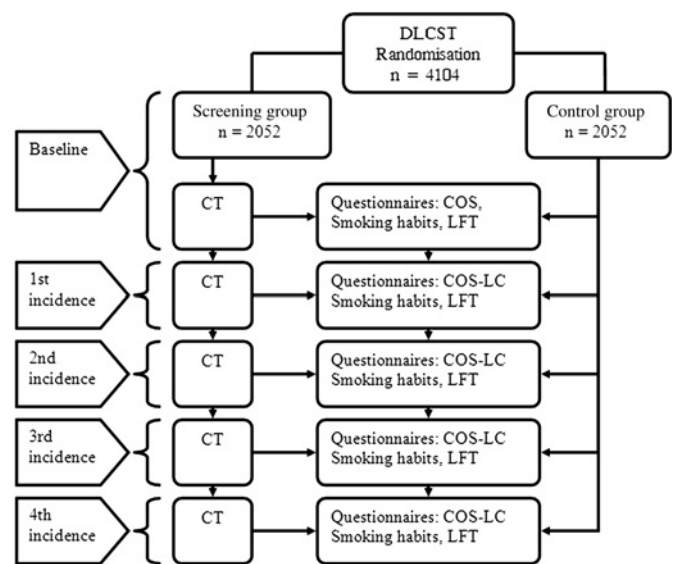 DLCST
Randomisation
n = 4104
Screening group
n = 2052
Control group
n = 2052
Baseline
CT
Questionnaires: COS,
Smoking habits, LFT
1st
incidence
CT
Questionnaires: COS-LC
Smoking habits, LFT
2nd
incidence
CT
Questionnaires: COS-LC
Smoking habits, LFT
3rd
incidence
CT
Questionnaires: COS-LC
Smoking habits, LFT
4th
incidence
CT
Questionnaires: COS-LC
Smoking habits, LFT